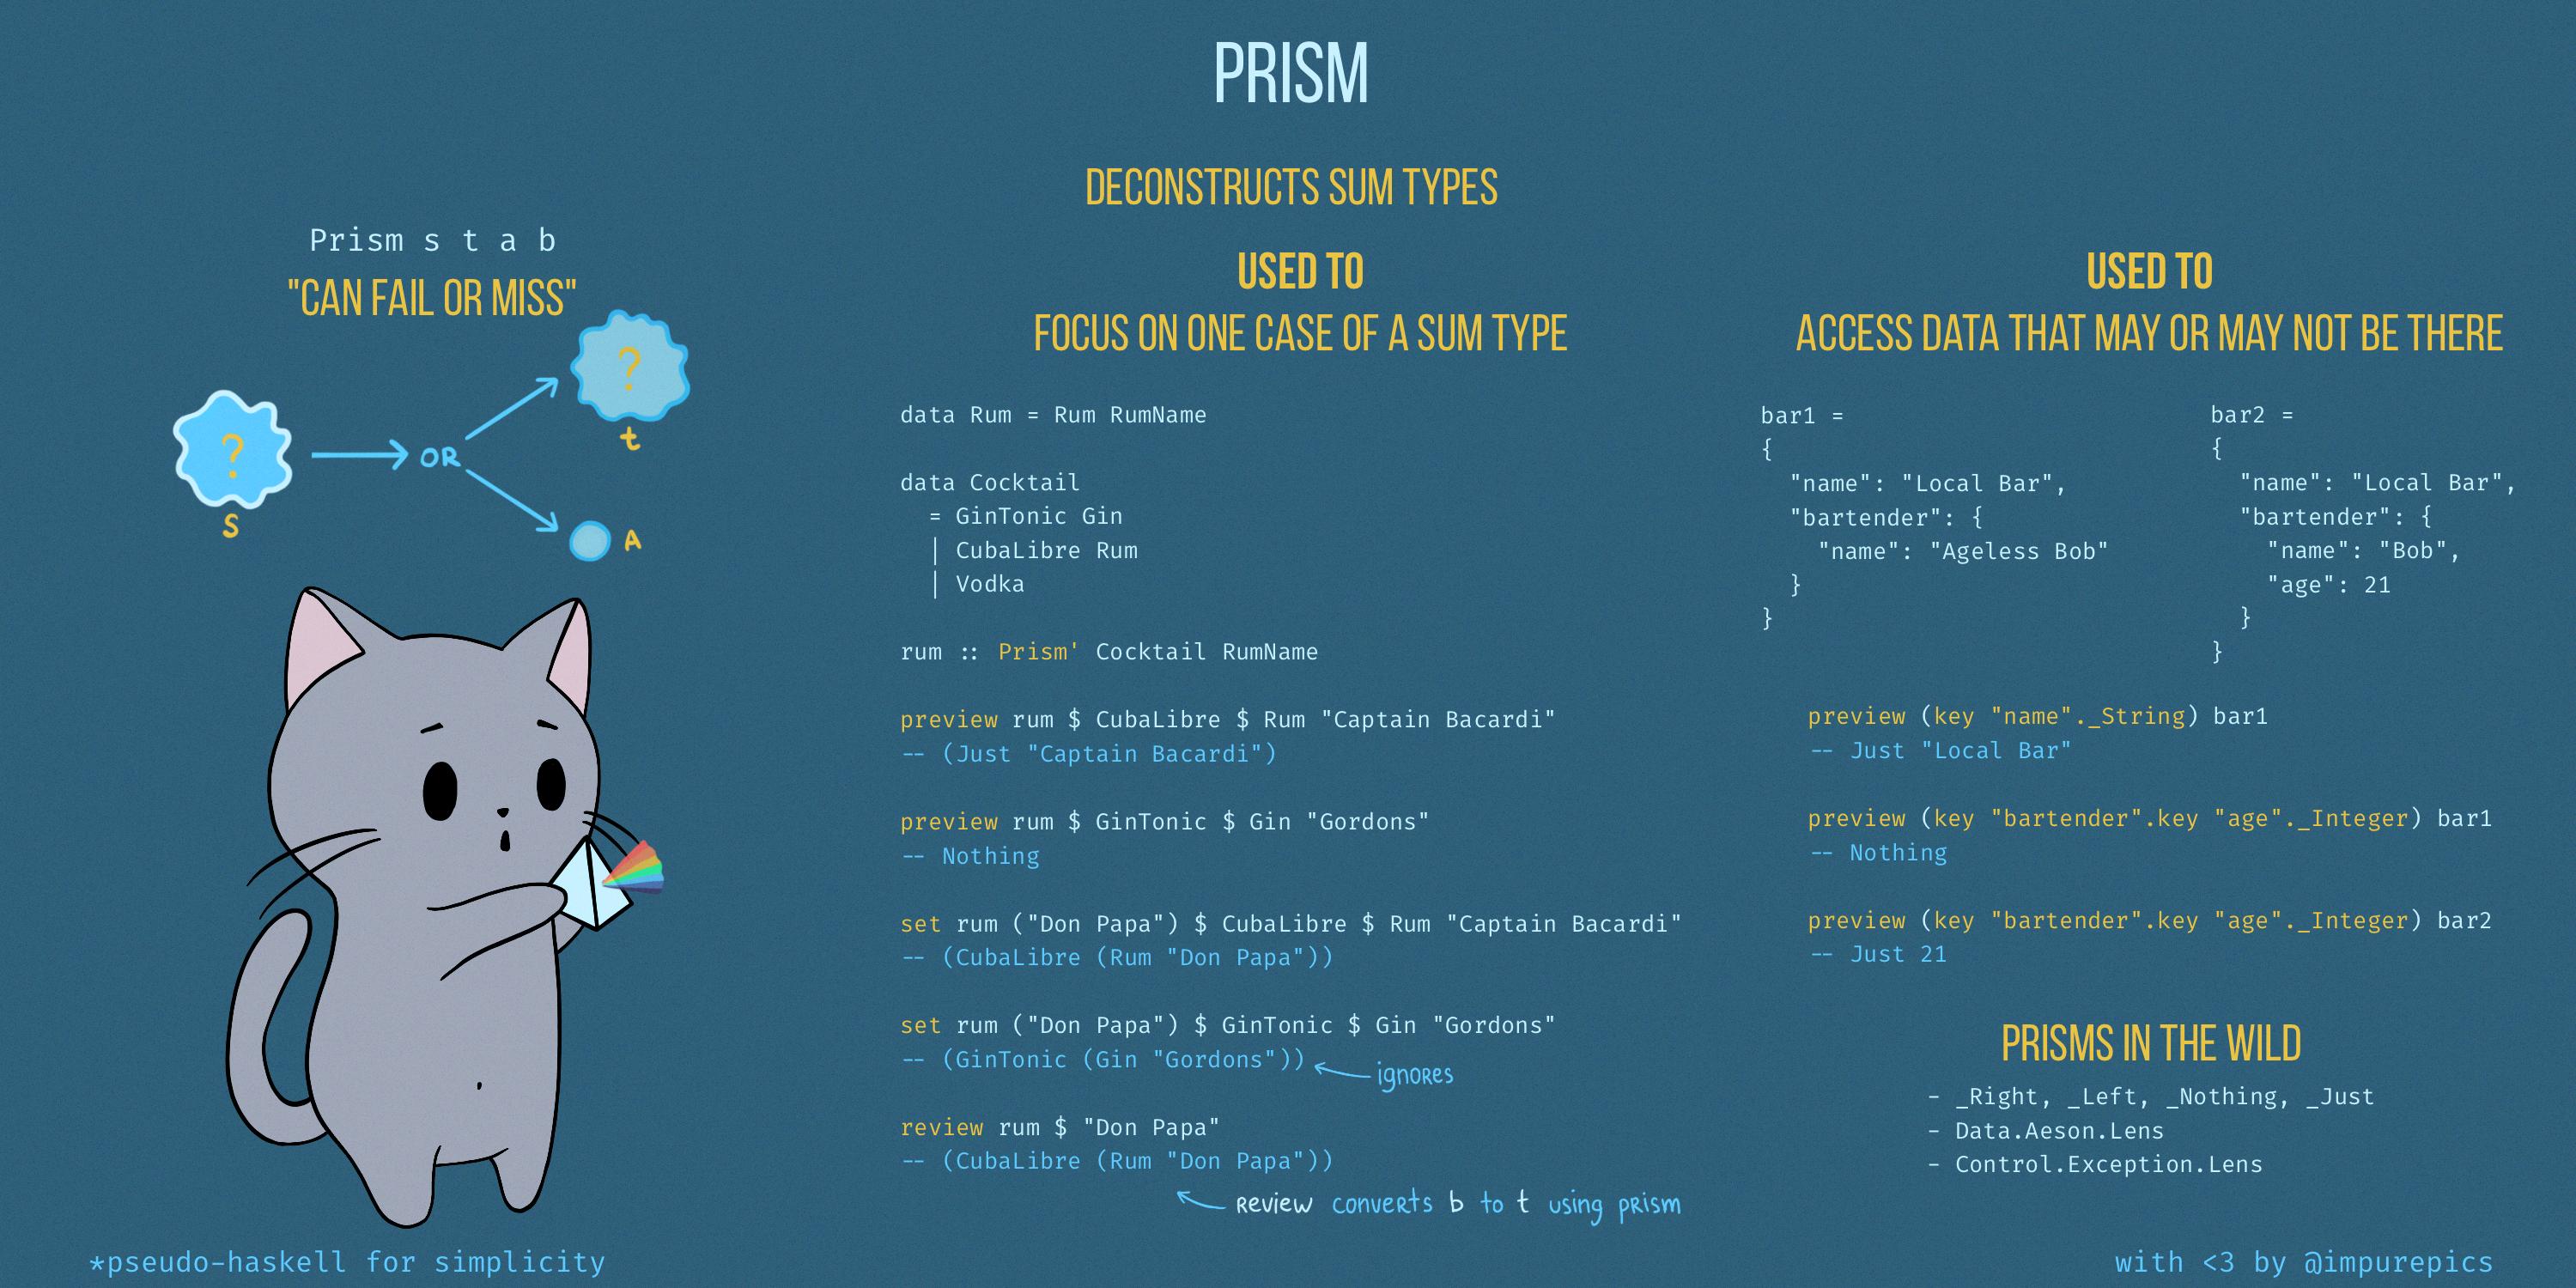 PRISM
DECONSTRUCTS SUM TYPES
Prism s t a b
"CAN FAIL OR MISS"
?
?
t
OR
S
A
USED TO
FOCUS ON ONE CASE OF A SUM TYPE
data Rum = Rum RumName
data Cocktail
= GinTonic Gin
| CubaLibre Rum
| Vodka
rum :: Prism' Cocktail RumName
preview rum $ CubaLibre $ Rum "Captain Bacardi"
-- (Just "Captain Bacardi")
preview rum $ GinTonic $ Gin "Gordons"
-- Nothing
set rum ("Don Papa") $ CubaLibre $ Rum "Captain Bacardi"
-- (CubaLibre (Rum "Don Papa"))
set rum ("Don Papa") $ GinTonic $ Gin "Gordons"
-- (GinTonic (Gin "Gordons"))
ignores
review rum $ "Don Papa"
-- (CubaLibre (Rum "Don Papa"))
review converts b to t using prism
USED TO
ACCESS DATA THAT MAY OR MAY NOT BE THERE
bar1 =
{
"name": "Local Bar",
"bartender": {
"name": "Ageless Bob"
}
}
bar2 =
{
"name": "Local Bar",
"bartender": {
"name": "Bob",
"age": 21
}
}
preview (key "name"._String) bar1
-- Just "Local Bar"
preview (key "bartender".key "age"._Integer) bar1
-- Nothing
preview (key "bartender".key "age"._Integer) bar2
-- Just 21
PRISMS IN THE WILD
- _Right, _Left, _Nothing, _Just
- Data.Aeson.Lens
- Control.Exception.Lens
*pseudo-haskell for simplicity
with <3 by @impurepics